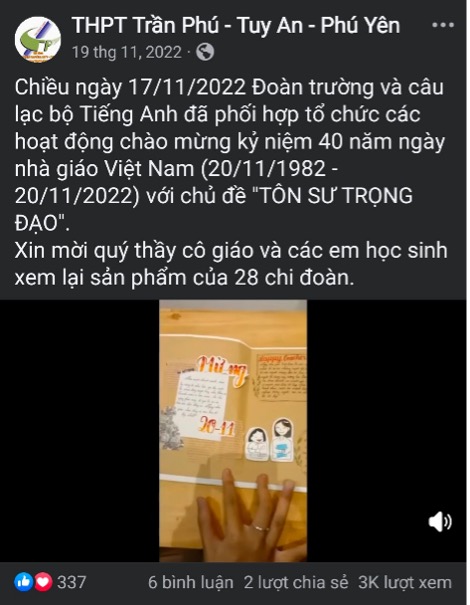 THPT Trần Phú - Tuy An - Phú Yên
19 thg 11, 2022 ·
Chiều ngày 17/11/2022 Đoàn trường và câu
lạc bộ Tiếng Anh đã phối hợp tổ chức các
hoạt động chào mừng kỷ niệm 40 năm ngày
nhà giáo Việt Nam (20/11/1982 -
20/11/2022) với chủ đề "TÔN SƯ TRỌNG
ĐẠO".
Xin mời quý thầy cô giáo và các em học sinh
xem lại sản phẩm của 28 chi đoàn.
Mừng
20-11
337
6 bình luận 2 lượt chia sẻ 3K lượt xem